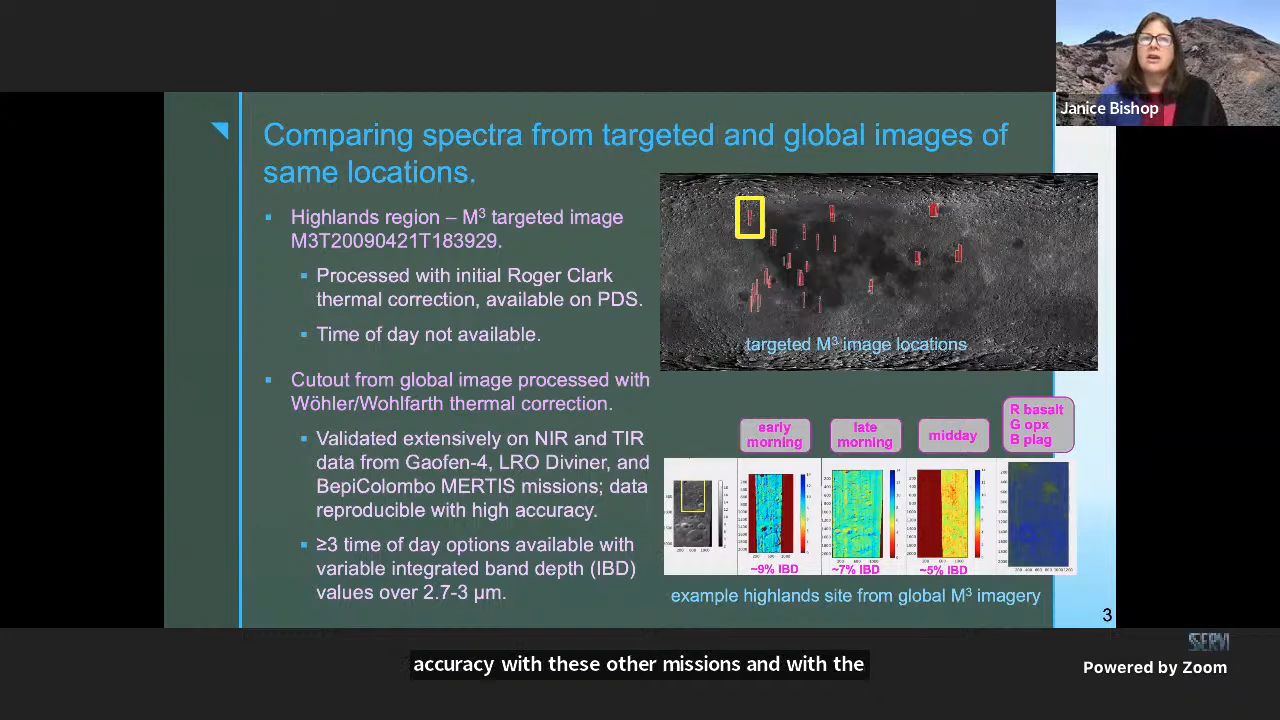 Janice Bishop
Comparing spectra from targeted and global images of
same locations.
Highlands region – M³ targeted image
M3T20090421T183929.
Processed with initial Roger Clark
thermal correction, available on PDS.
Time of day not available.
Cutout from global image processed with
Wöhler/Wohlfarth thermal correction.
Validated extensively on NIR and TIR
data from Gaofen-4, LRO Diviner, and
BepiColombo MERTIS missions; data
reproducible with high accuracy.
≥3 time of day options available with
variable integrated band depth (IBD)
values over 2.7-3 µm.
targeted M³ image locations
early
morning
late
morning
midday
R basalt
G opx
B plag
~9% IBD
~7% IBD
~5% IBD
example highlands site from global M³ imagery
3
accuracy with these other missions and with the
Powered by Zoom